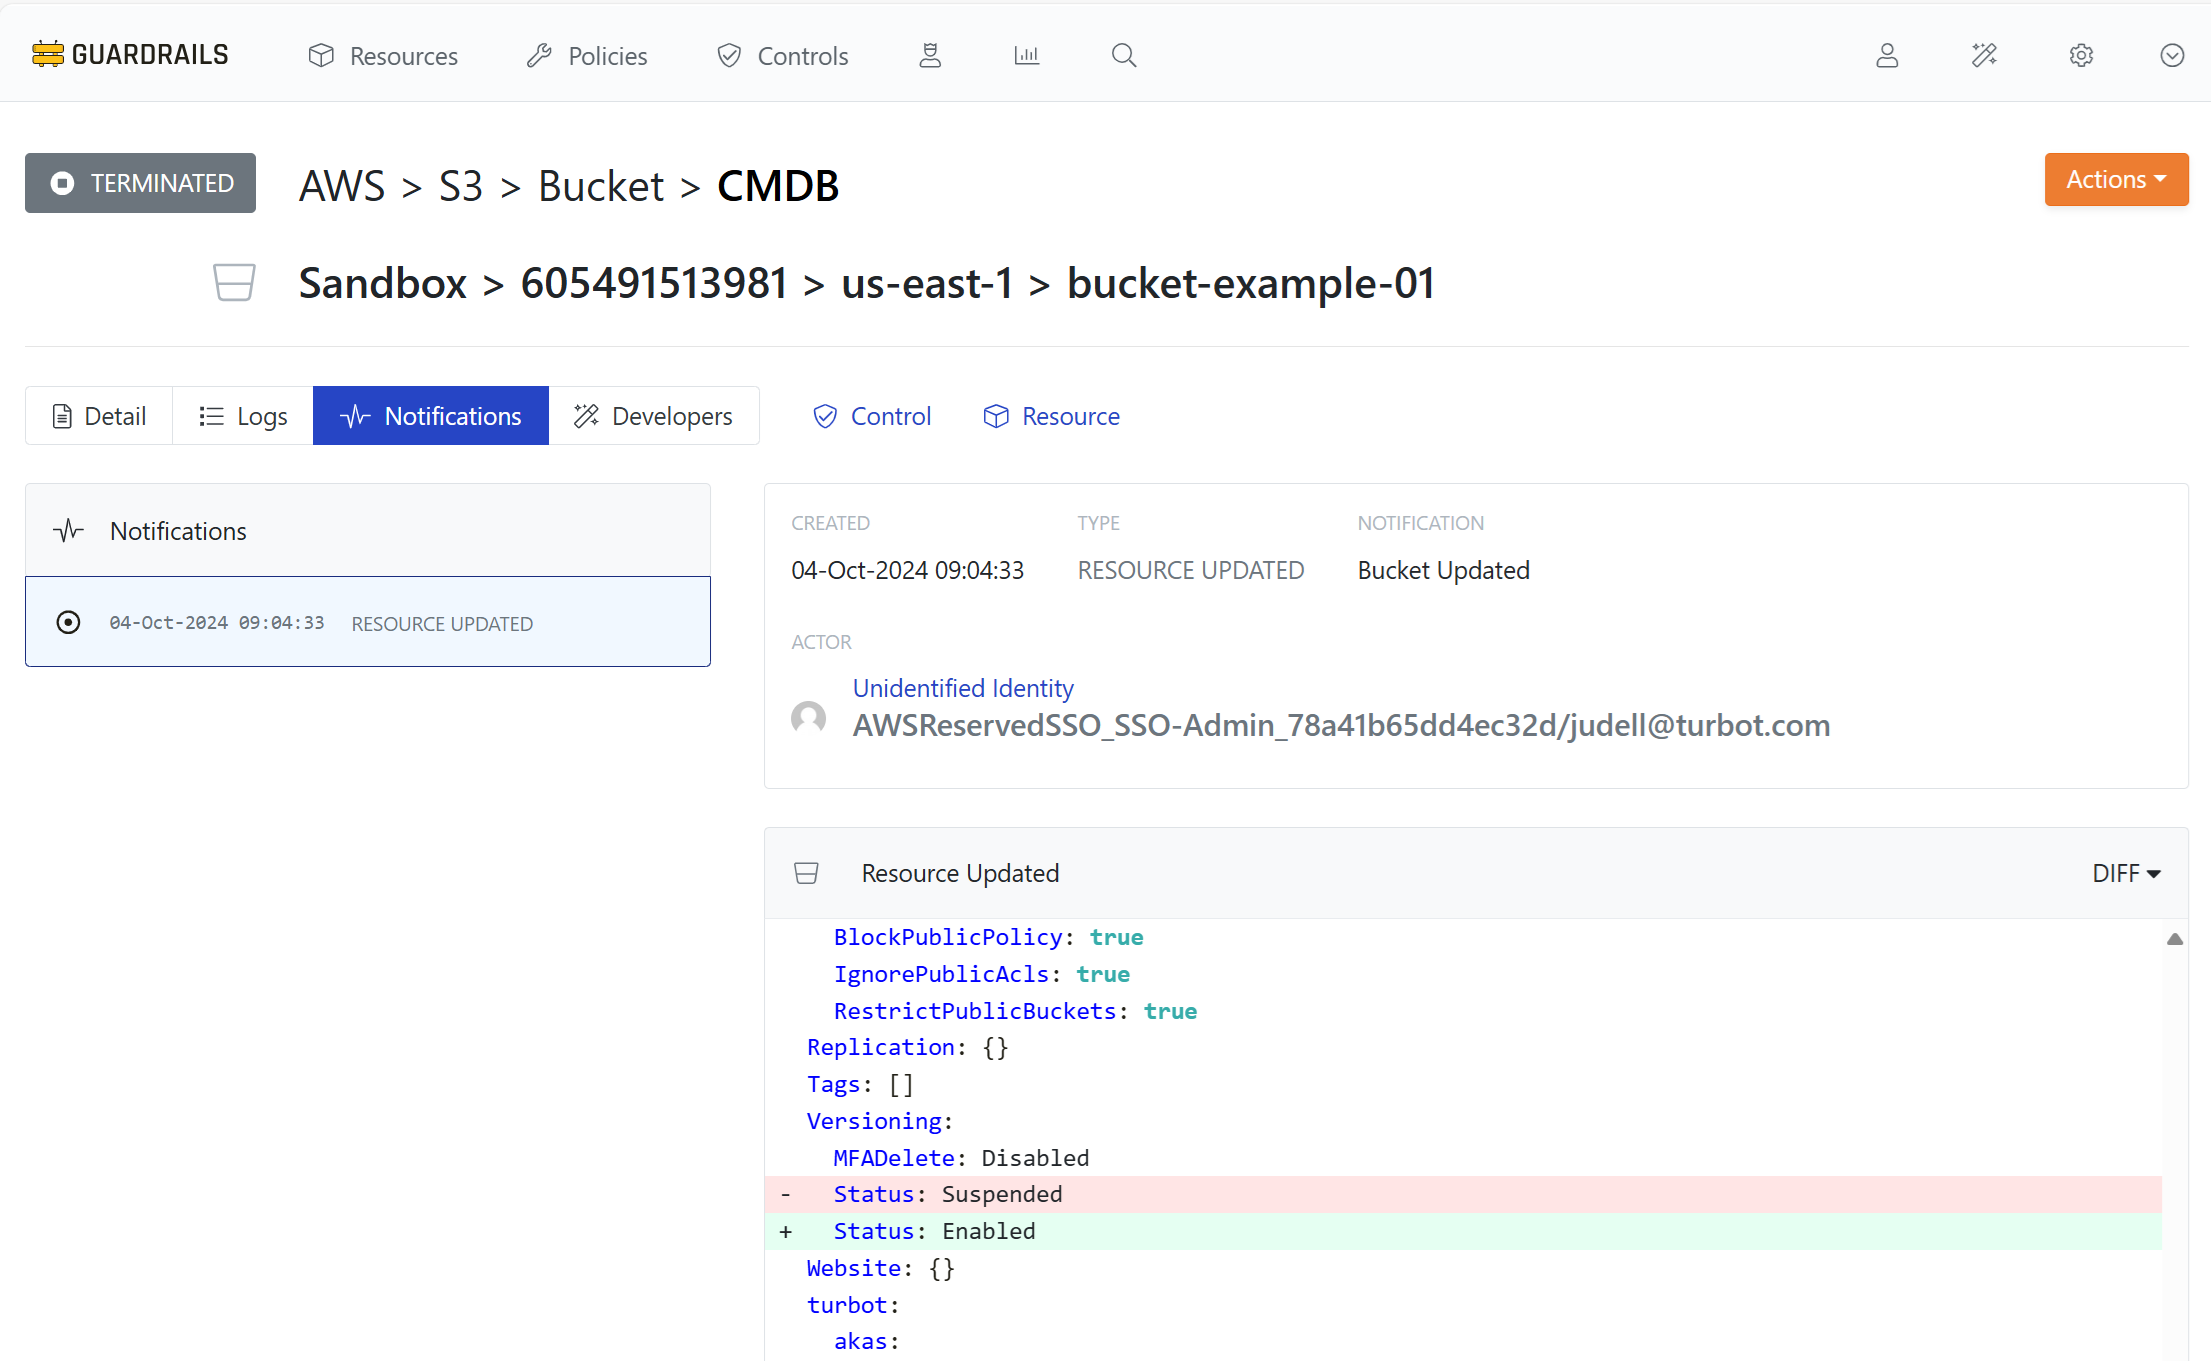 GUARDRAILS Resources Policies Controls
TERMINATED AWS > S3 > Bucket > CMDB Actions
Sandbox > 605491513981 > us-east-1 > bucket-example-01
Detail Logs Notifications Developers Control Resource
Notifications
04-Oct-2024 09:04:33 RESOURCE UPDATED
CREATED TYPE NOTIFICATION
04-Oct-2024 09:04:33 RESOURCE UPDATED Bucket Updated
ACTOR
Unidentified Identity
AWSReservedSSO_SSO-Admin_78a41b65dd4ec32d/judell@turbot.com
Resource Updated DIFF
BlockPublicPolicy: true
IgnorePublicAcls: true
RestrictPublicBuckets: true
Replication: {}
Tags: []
Versioning:
MFADelete: Disabled
- Status: Suspended
+ Status: Enabled
Website: {}
turbot:
akas: